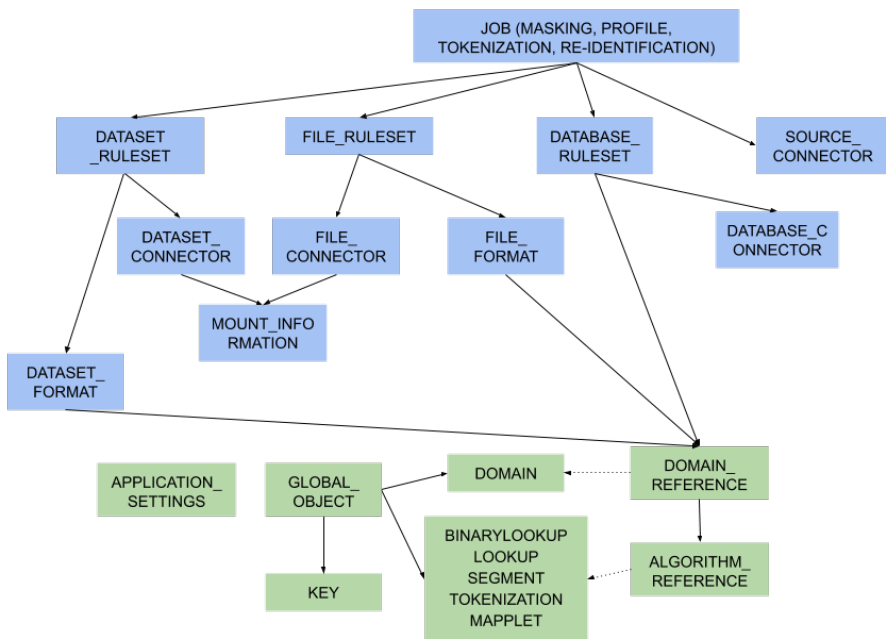 JOB (MASKING, PROFILE,
TOKENIZATION, RE-IDENTIFICATION)
DATASET
_RULESET
FILE_RULESET
DATABASE_
RULESET
SOURCE_
CONNECTOR
DATASET_
CONNECTOR
FILE_
CONNECTOR
FILE_
FORMAT
DATABASE_C
ONNECTOR
MOUNT_INFO
RMATION
DATASET_
FORMAT
APPLICATION_
SETTINGS
GLOBAL_
OBJECT
DOMAIN
DOMAIN_
REFERENCE
KEY
BINARYLOOKUP
LOOKUP
SEGMENT
TOKENIZATION
MAPPLET
ALGORITHM_
REFERENCE